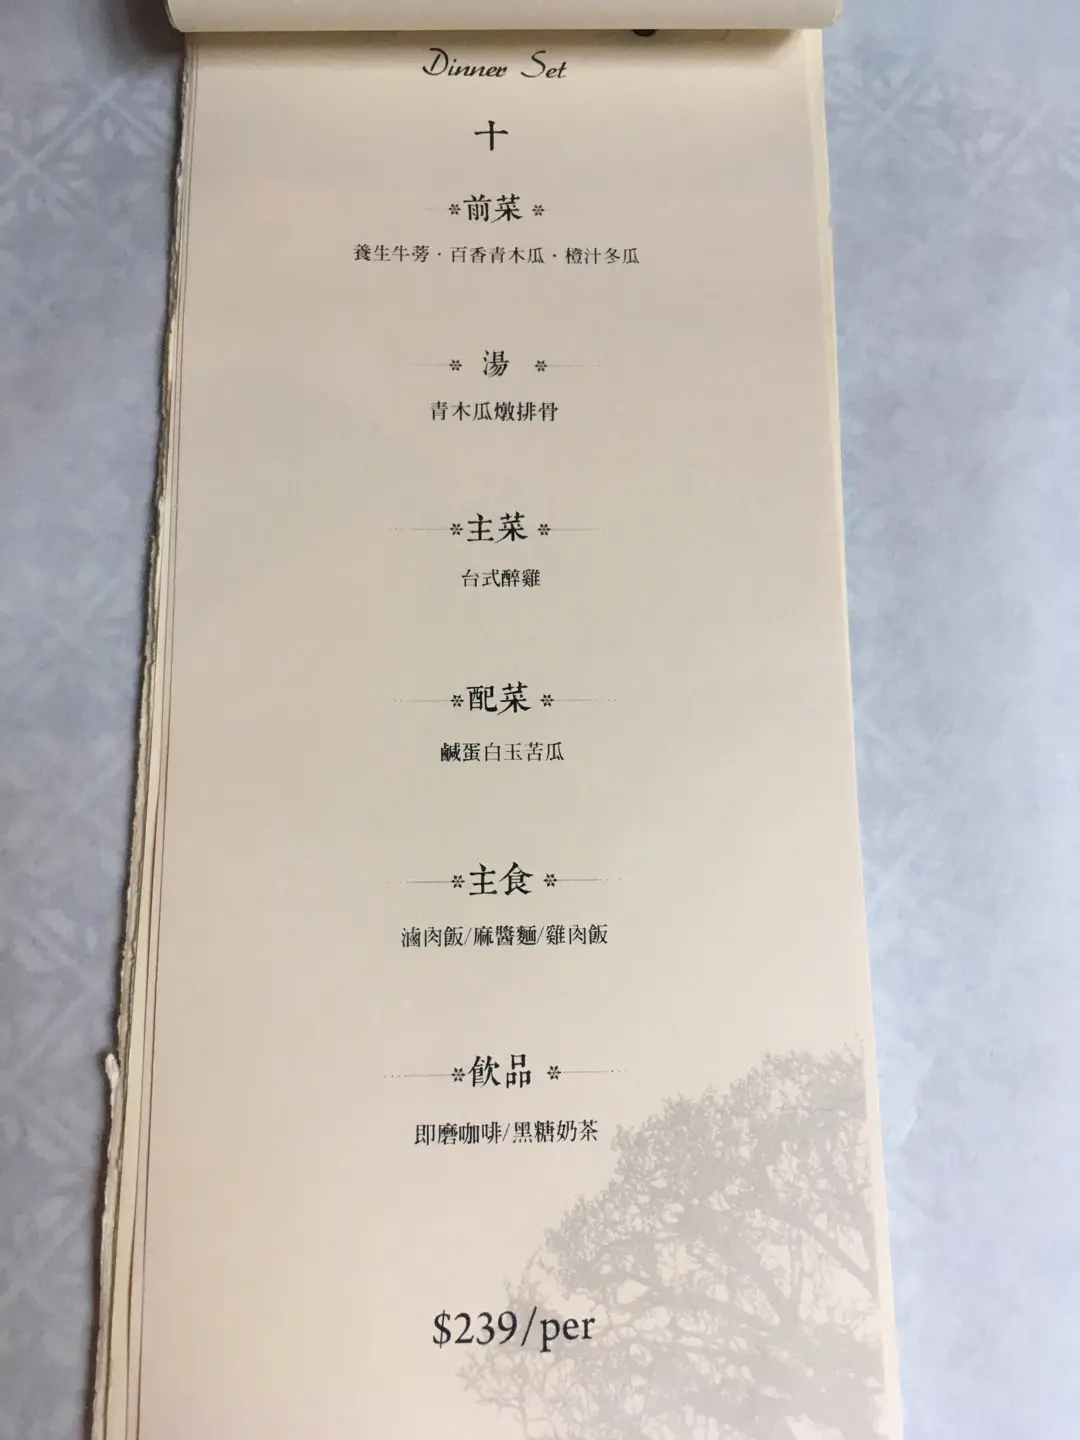 Dinner Set
十
前菜
養生牛蒡·百香青木瓜·橙汁冬瓜
湯
青木瓜燉排骨
主菜
台式醉雞
配菜
鹹蛋白玉苦瓜
主食
滷肉飯/麻醬麵/雞肉飯
飲品
即磨咖啡/黑糖奶茶
$239/per